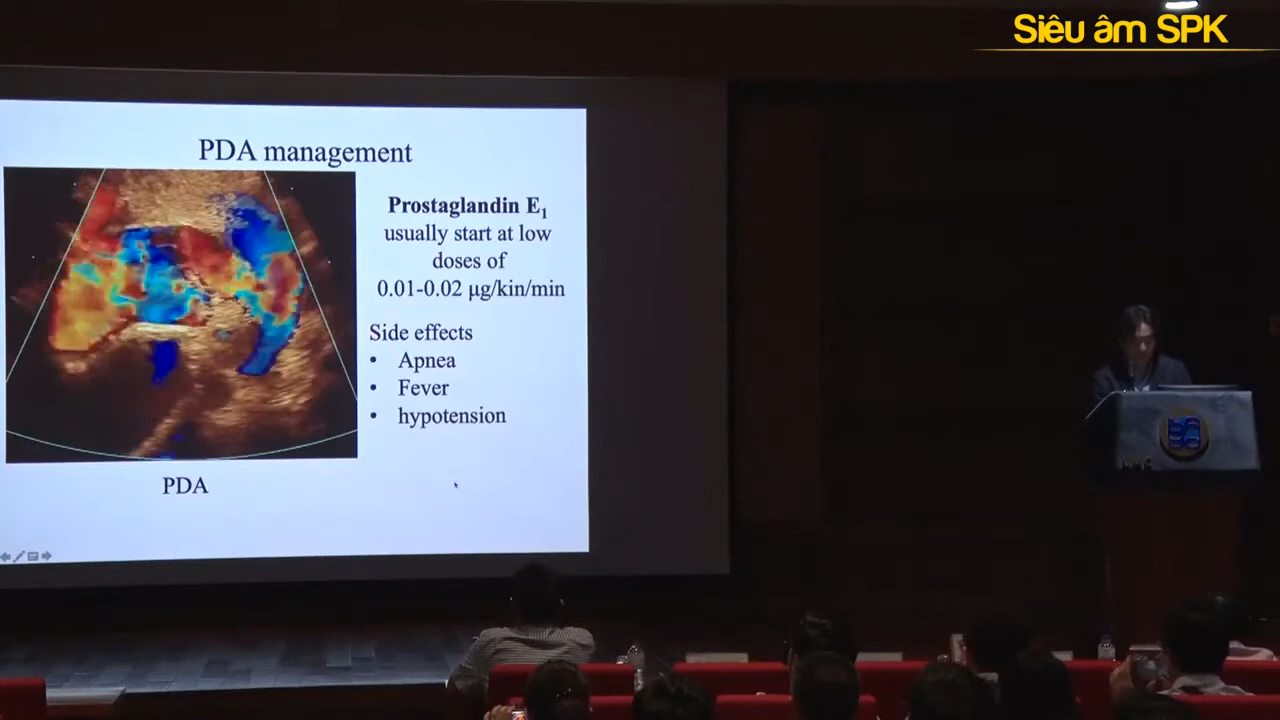 Siêu âm SPK
PDA management
Prostaglandin E₁
usually start at low
doses of
0.01-0.02 μg/kin/min
Side effects
• Apnea
• Fever
• hypotension
PDA